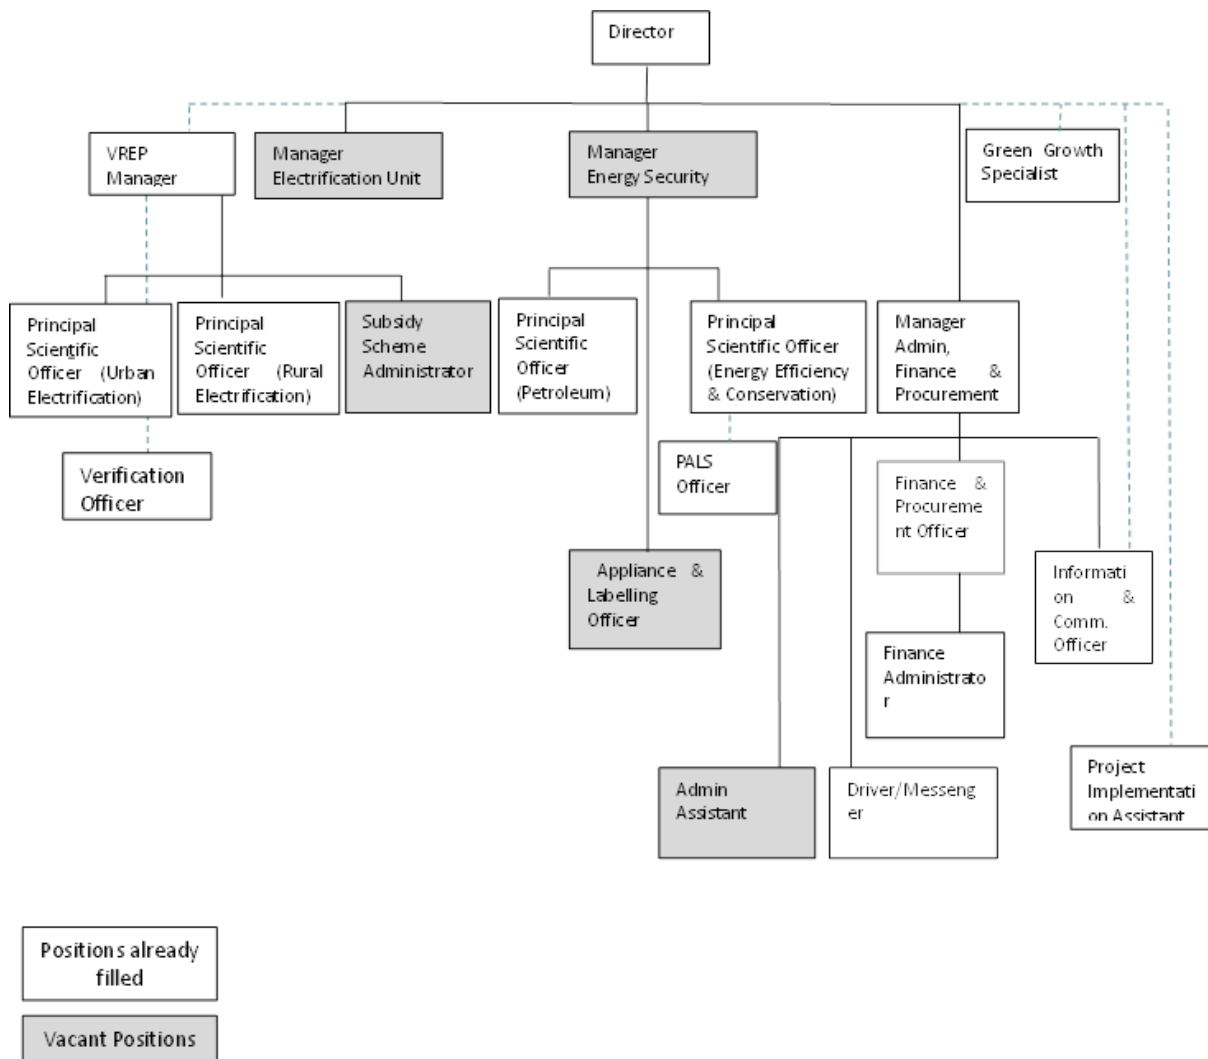 Director
VREP
Manager
Manager
Electrification Unit
Manager
Energy Security
Green Growth
Specialist
Principal
Scientific
Officer (Urban
Electrification)
Principal
Scientific
Officer (Rural
Electrification)
Subsidy
Scheme
Administrator
Principal
Scientific
Officer
(Petroleum)
Principal
Scientific Officer
(Energy Efficiency
& Conservation)
Manager
Admin,
Finance &
Procurement
Verification
Officer
PALS
Officer
Finance &
Procureme
nt Officer
Appliance &
Labelling
Officer
Informati
on &
Comm.
Officer
Finance
Administrato
r
Admin
Assistant
Driver/Messeng
er
Project
Implementati
on Assistant
Positions already
filled
Vacant Positions